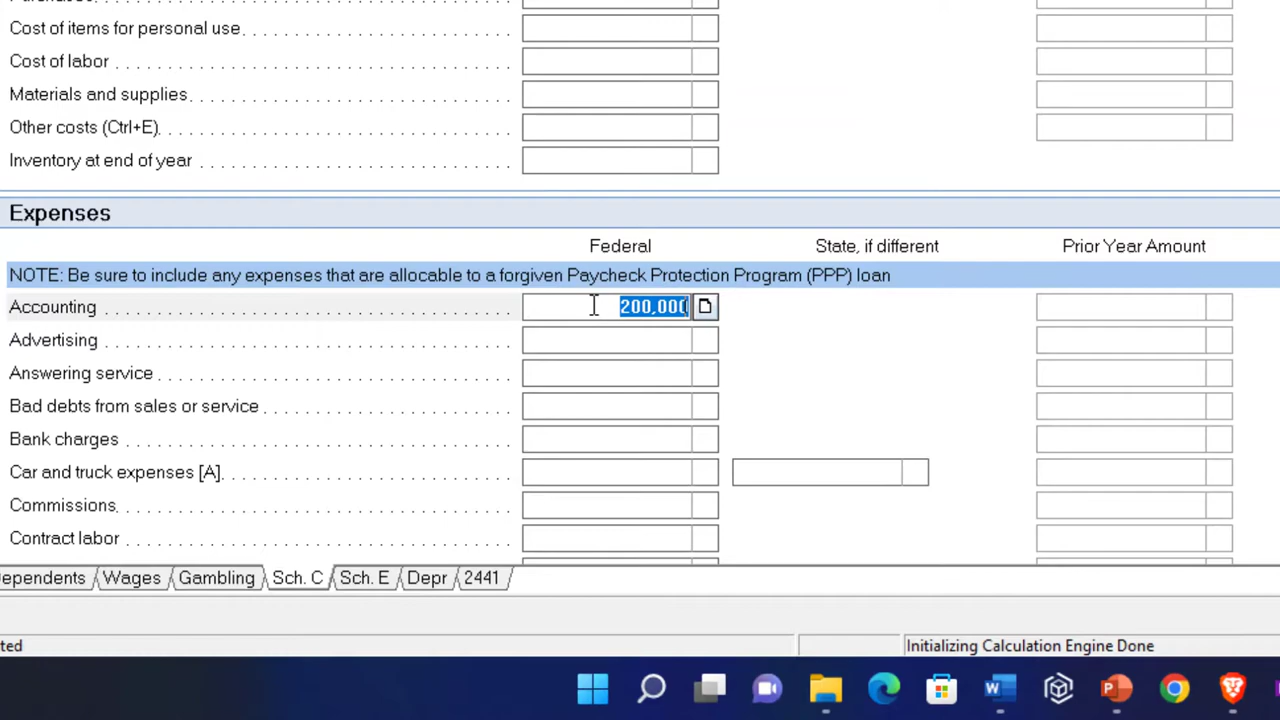 Cost of items for personal use
Cost of labor
Materials and supplies
Other costs (Ctrl+E)
Inventory at end of year
Expenses
Federal State, if different Prior Year Amount
NOTE: Be sure to include any expenses that are allocable to a forgiven Paycheck Protection Program (PPP) loan
Accounting 200,000
Advertising
Answering service
Bad debts from sales or service
Bank charges
Car and truck expenses [A]
Commissions
Contract labor
ependents Wages Gambling Sch. C Sch. E Depr 2441
ted Initializing Calculation Engine Done